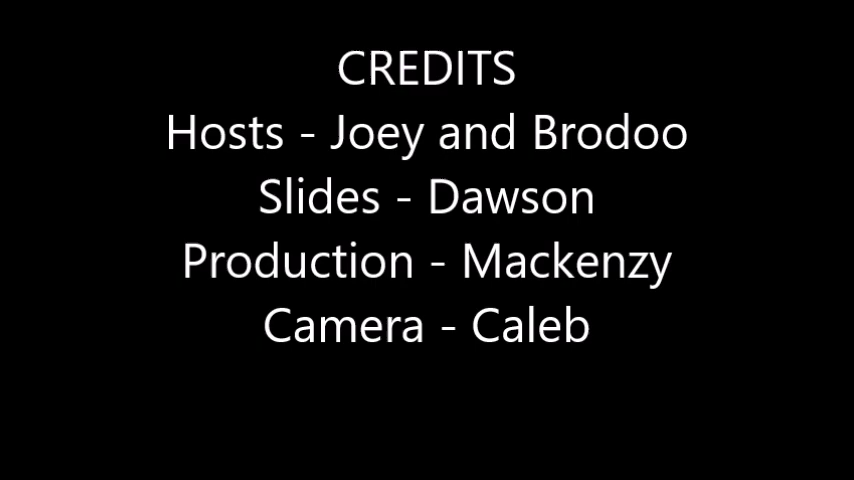 CREDITS
Hosts - Joey and Brodoo
Slides - Dawson
Production - Mackenzy
Camera - Caleb